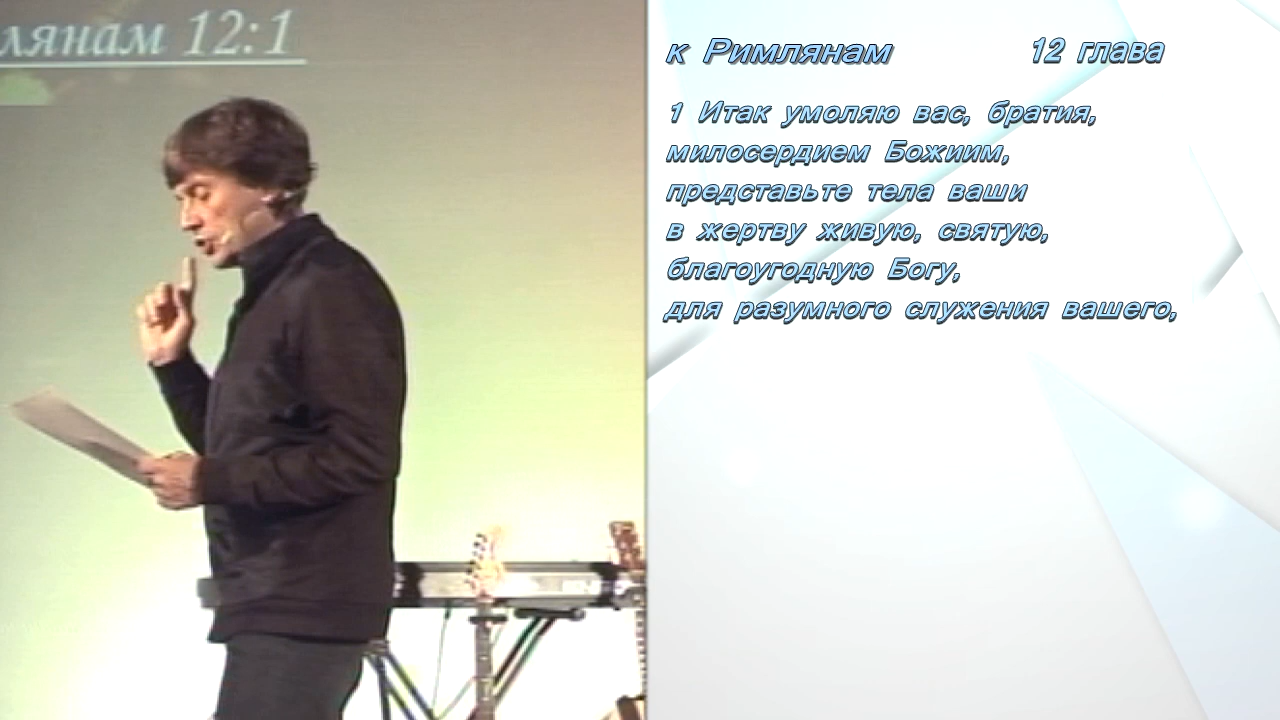 лянам 12:1
к Римлянам 12 глава
1 Итак умоляю вас, братия,
милосердием Божиим,
представьте тела ваши
в жертву живую, святую,
благоугодную Богу,
для разумного служения вашего,